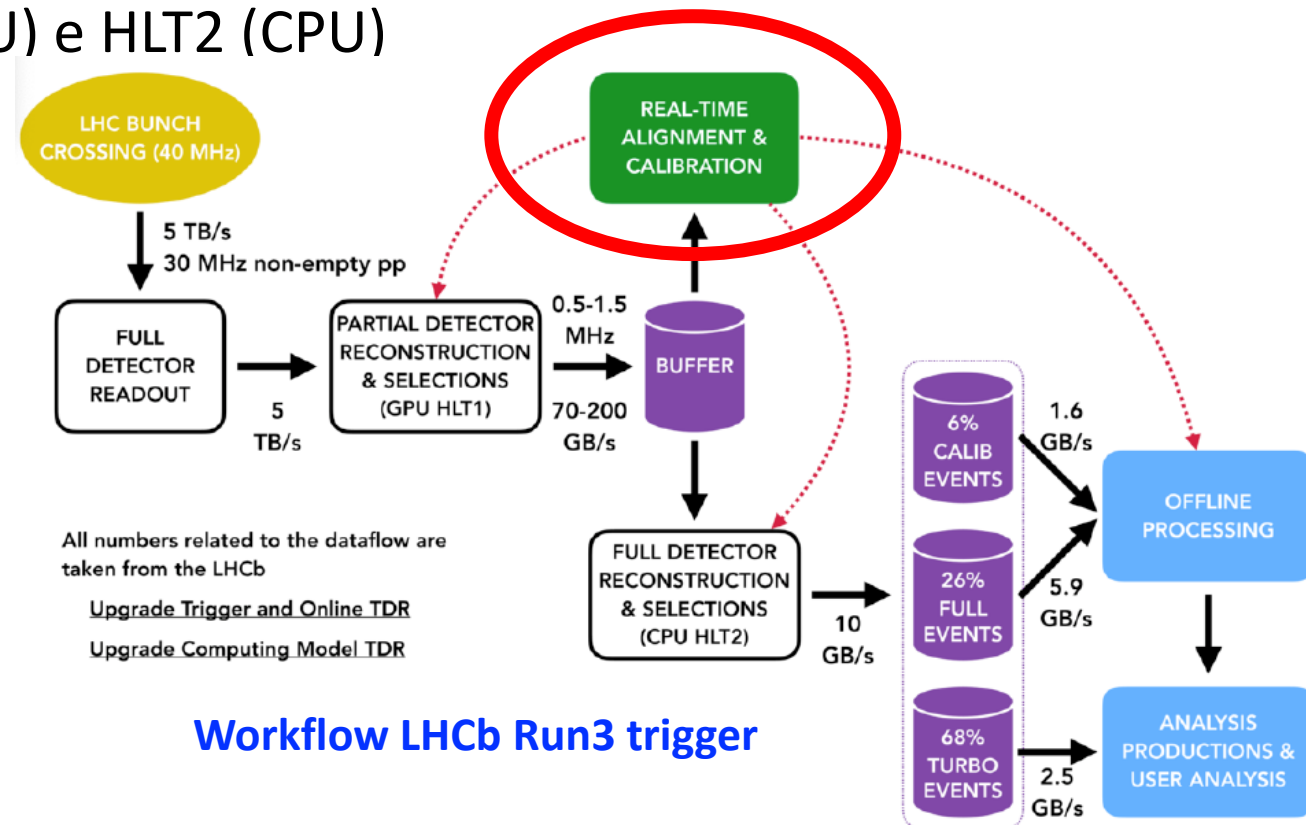 U) e HLT2 (CPU)
LHC BUNCH
CROSSING (40 MHz)
REAL-TIME
ALIGNMENT &
CALIBRATION
5 TB/s
30 MHz non-empty pp
FULL
DETECTOR
READOUT
5
TB/s
PARTIAL DETECTOR
RECONSTRUCTION
& SELECTIONS
(GPU HLT1)
0.5-1.5
MHz
70-200
GB/s
BUFFER
FULL DETECTOR
RECONSTRUCTION
& SELECTIONS
(CPU HLT2)
10
GB/s
6%
CALIB
EVENTS
1.6
GB/s
26%
FULL
EVENTS
5.9
GB/s
68%
TURBO
EVENTS
2.5
GB/s
OFFLINE
PROCESSING
ANALYSIS
PRODUCTIONS &
USER ANALYSIS
All numbers related to the dataflow are
taken from the LHCb
Upgrade Trigger and Online TDR
Upgrade Computing Model TDR
Workflow LHCb Run3 trigger